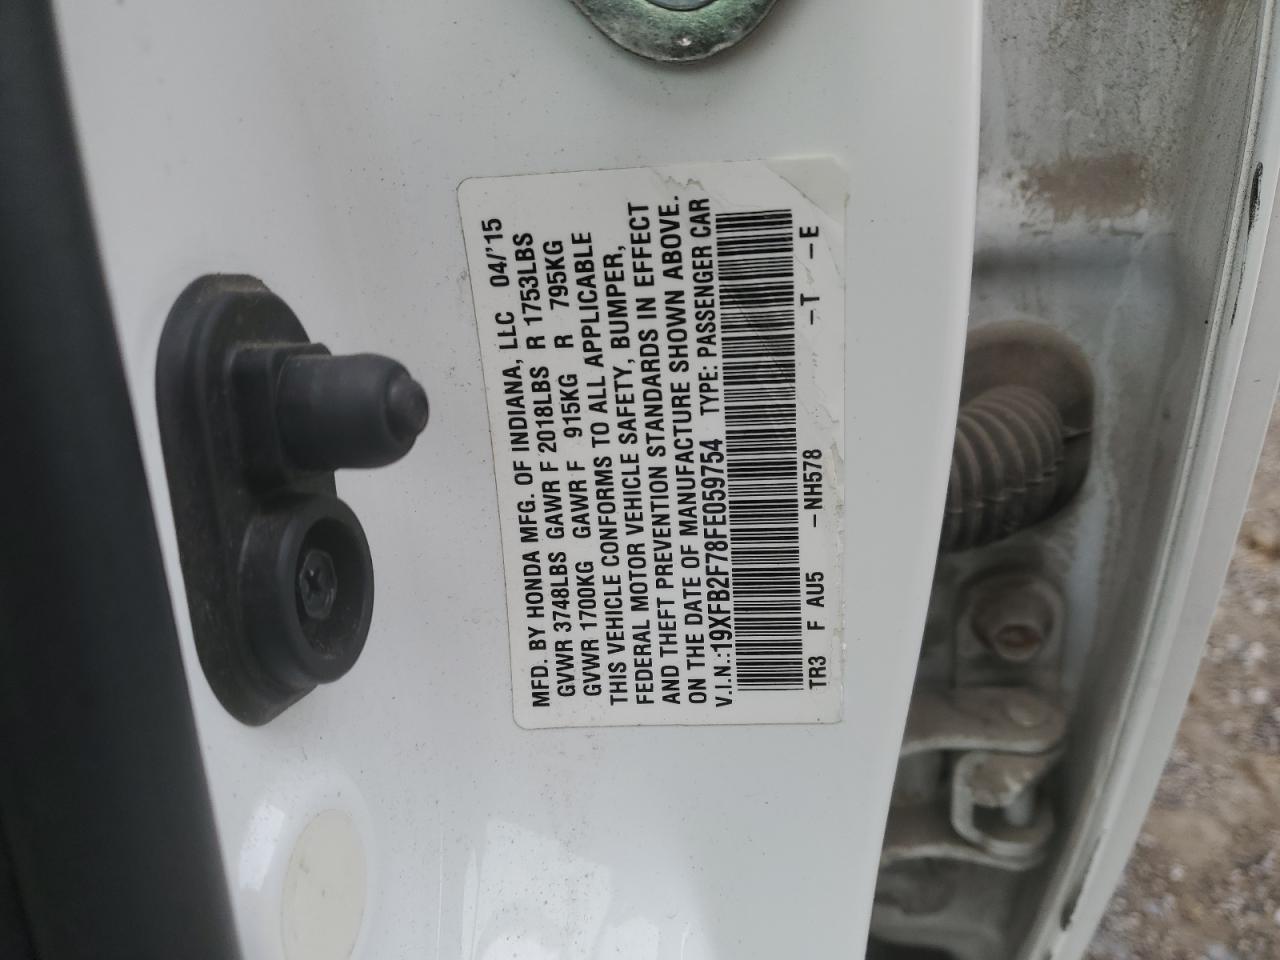 MFD. BY HONDA MFG. OF INDIANA, LLC 04/'15
GVWR 3748LBS GAWR F 2018LBS R 1753LBS
GVWR 1700KG GAWR F 915KG R 795KG
THIS VEHICLE CONFORMS TO ALL APPLICABLE
FEDERAL MOTOR VEHICLE SAFETY, BUMPER,
AND THEFT PREVENTION STANDARDS IN EFFECT
ON THE DATE OF MANUFACTURE SHOWN ABOVE.
V.I.N.:19XFB2F78FE059754 TYPE: PASSENGER CAR
TR3 F AU5 -NH578 -T -E